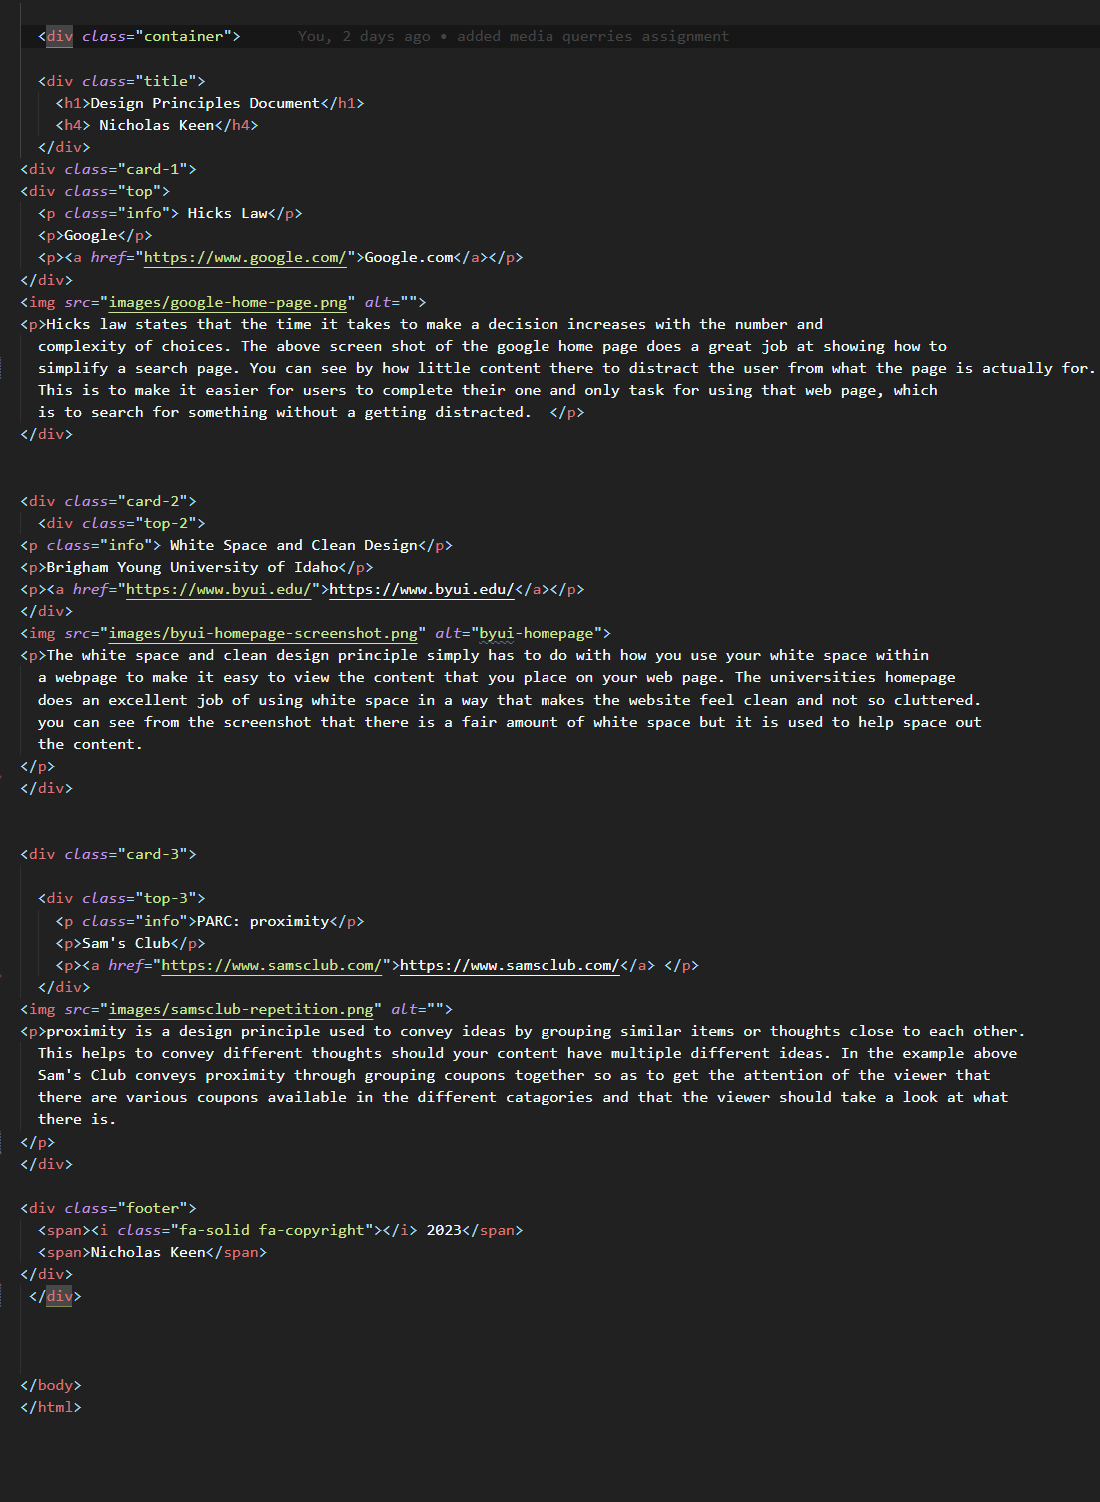 <div class="container"> You, 2 days ago • added media querries assignment
<div class="title">
<h1>Design Principles Document</h1>
<h4> Nicholas Keen</h4>
</div>
<div class="card-1">
<div class="top">
<p class="info"> Hicks Law</p>
<p>Google</p>
<p><a href="https://www.google.com/">Google.com</a></p>
</div>
<img src="images/google-home-page.png" alt="">
<p>Hicks law states that the time it takes to make a decision increases with the number and
complexity of choices. The above screen shot of the google home page does a great job at showing how to
simplify a search page. You can see by how little content there to distract the user from what the page is actually for.
This is to make it easier for users to complete their one and only task for using that web page, which
is to search for something without a getting distracted.  </p>
</div>
<div class="card-2">
<div class="top-2">
<p class="info"> White Space and Clean Design</p>
<p>Brigham Young University of Idaho</p>
<p><a href="https://www.byui.edu/">https://www.byui.edu/</a></p>
</div>
<img src="images/byui-homepage-screenshot.png" alt="byui-homepage">
<p>The white space and clean design principle simply has to do with how you use your white space within
a webpage to make it easy to view the content that you place on your web page. The universities homepage
does an excellent job of using white space in a way that makes the website feel clean and not so cluttered.
you can see from the screenshot that there is a fair amount of white space but it is used to help space out
the content.
</p>
</div>
<div class="card-3">
<div class="top-3">
<p class="info">PARC: proximity</p>
<p>Sam's Club</p>
<p><a href="https://www.samsclub.com/">https://www.samsclub.com/</a> </p>
</div>
<img src="images/samsclub-repetition.png" alt="">
<p>proximity is a design principle used to convey ideas by grouping similar items or thoughts close to each other.
This helps to convey different thoughts should your content have multiple different ideas. In the example above
Sam's Club conveys proximity through grouping coupons together so as to get the attention of the viewer that
there are various coupons available in the different catagories and that the viewer should take a look at what
there is.
</p>
</div>
<div class="footer">
<span><i class="fa-solid fa-copyright"></i> 2023</span>
<span>Nicholas Keen</span>
</div>
</div>
</body>
</html>